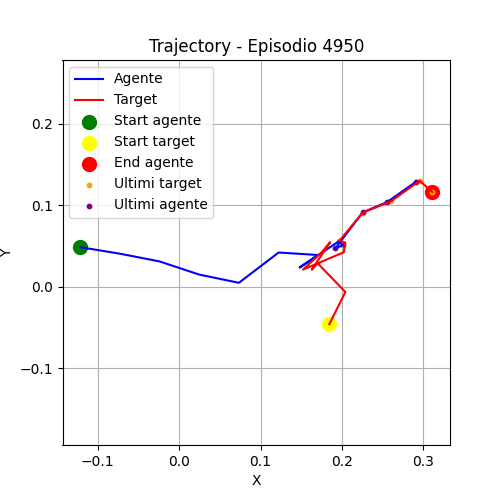 Trajectory - Episodio 4950
Agente
Target
Start agente
Start target
End agente
Ultimi target
Ultimi agente
0.2
0.1
0.0
−0.1
Y
−0.1
0.0
0.1
0.2
0.3
X